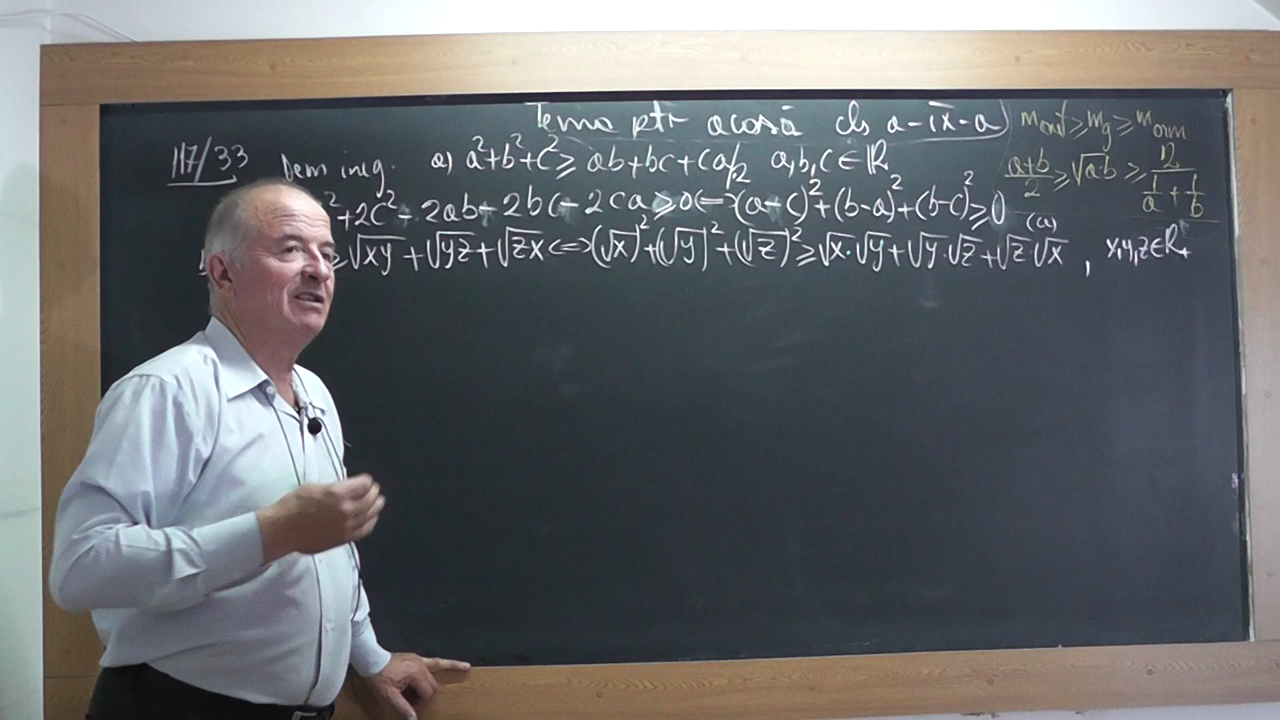 Tema ptr acasă cls a-IX-a
m_arit ≥ m_g ≥ m_arm
117/33 Dem ineg. a) a²+b²+c² ≥ ab+bc+ca/·2 a,b,c ∈ ℝ
(a+b)/2 ≥ √(a·b) ≥ 2/(1/a + 1/b)
²+2c²-2ab-2bc-2ca ≥ 0 <=> (a-c)²+(b-a)²+(b-c)² ≥ 0 (A)
≥ √xy + √yz + √zx <=> (√x)²+(√y)²+(√z)² ≥ √x·√y+√y·√z+√z·√x , x,y,z ∈ ℝ₊